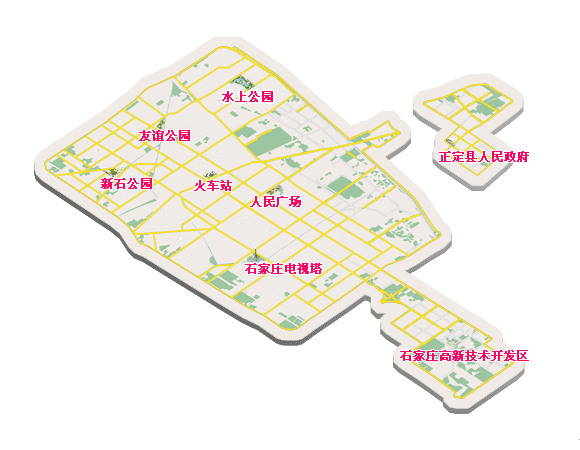 水上公园
友谊公园
正定县人民政府
新石公园
火车站
人民广场
石家庄电视塔
石家庄高新技术开发区